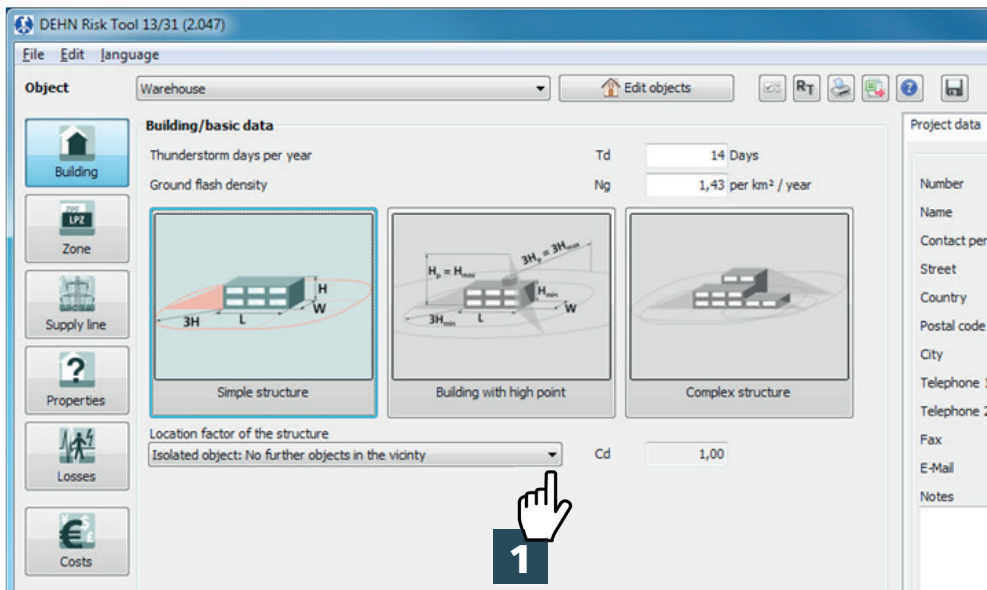 DEHN Risk Tool 13/31 (2.047)
File Edit language
Object Warehouse Edit objects RT ?
Building/basic data
Thunderstorm days per year Td 14 Days
Ground flash density Ng 1,43 per km² / year
H
W
L
3H
Simple structure
Hp = Hmax
3Hp = 3Hmax
Hmin
W
L
3Hmin
Building with high point
Complex structure
Location factor of the structure
Isolated object: No further objects in the vicinty Cd 1,00
1
Building
LPZ
Zone
Supply line
?
Properties
Losses
€
Costs
Project data
Number
Name
Contact per
Street
Country
Postal code
City
Telephone 1
Telephone 2
Fax
E-Mail
Notes